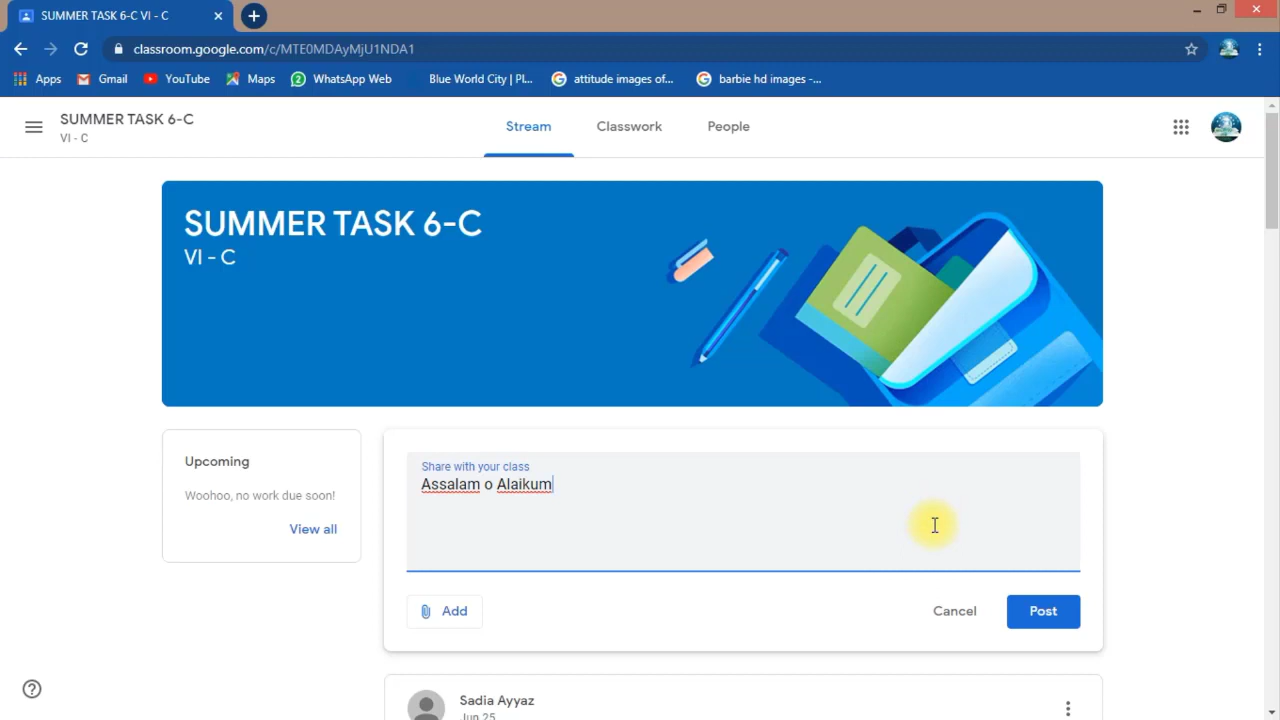 SUMMER TASK 6-C VI - C
classroom.google.com/c/MTE0MDAyMjU1NDA1
Apps Gmail YouTube Maps WhatsApp Web Blue World City | Pl... attitude images of... barbie hd images -...
SUMMER TASK 6-C
VI - C
Stream Classwork People
SUMMER TASK 6-C
VI - C
Upcoming
Woohoo, no work due soon!
View all
Share with your class
Assalam o Alaikum
Add Cancel Post
Sadia Ayyaz
Jun 25